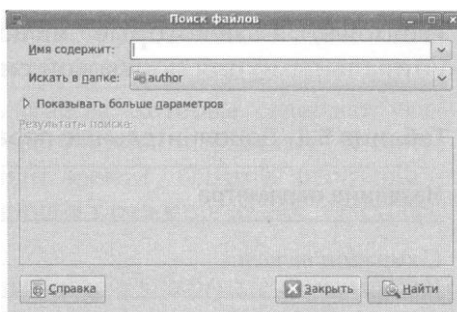 Поиск файлов
Имя содержит:
Искать в папке: author
Показывать больше параметров
Результаты поиска:
Справка
Закрыть
Найти